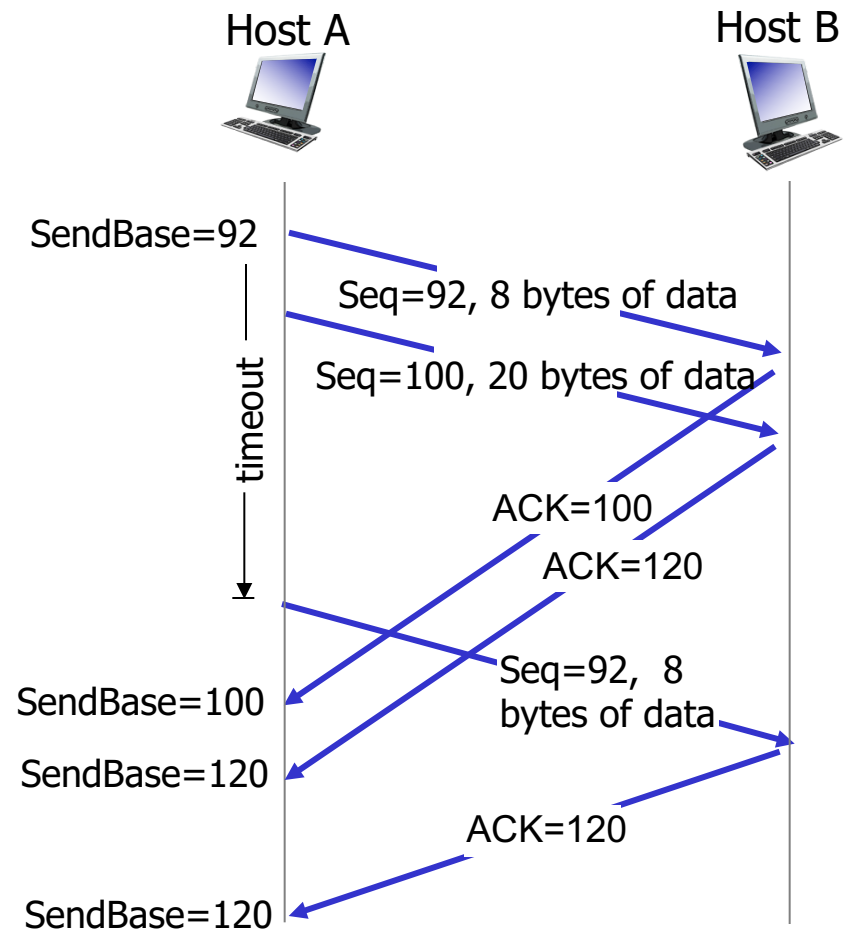 Host A
Host B
SendBase=92
Seq=92, 8 bytes of data
Seq=100, 20 bytes of data
timeout
ACK=100
ACK=120
Seq=92, 8
bytes of data
SendBase=100
SendBase=120
ACK=120
SendBase=120